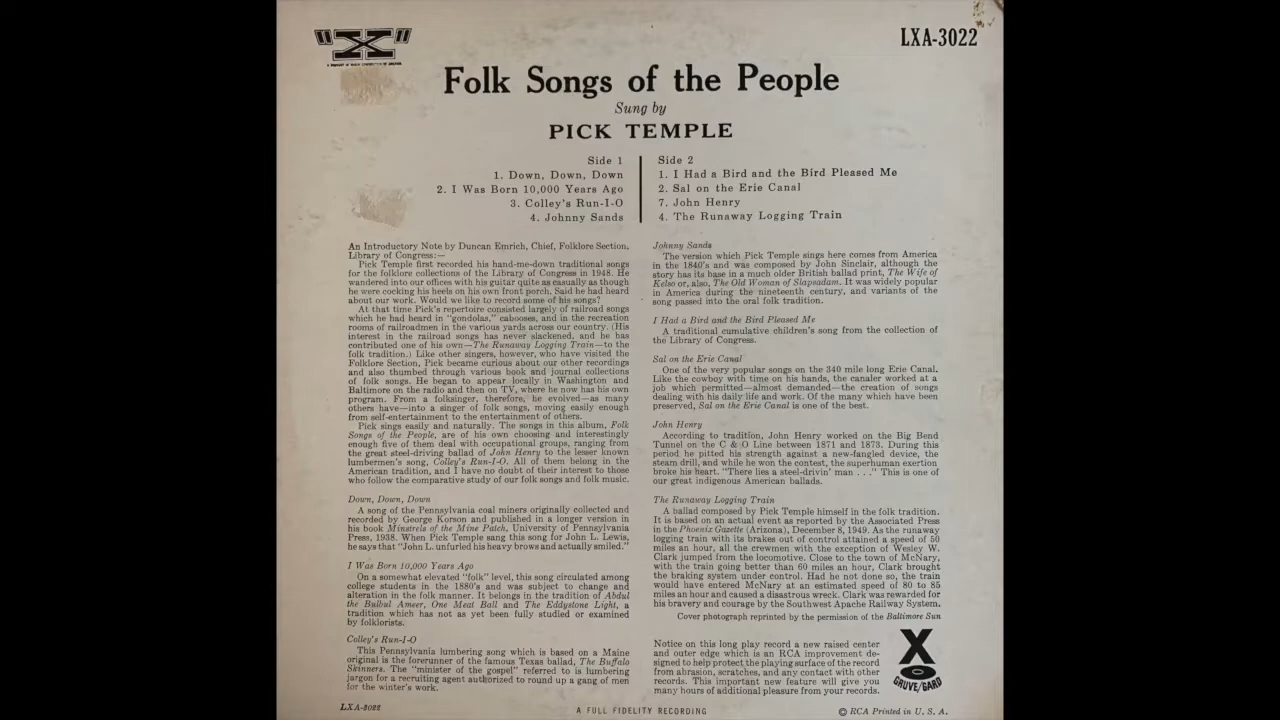 "X"
LXA-3022
Folk Songs of the People
Sung by
PICK TEMPLE
Side 1
1. Down, Down, Down
2. I Was Born 10,000 Years Ago
3. Colley's Run-I-O
4. Johnny Sands
Side 2
1. I Had a Bird and the Bird Pleased Me
2. Sal on the Erie Canal
7. John Henry
4. The Runaway Logging Train
An Introductory Note by Duncan Emrich, Chief, Folklore Section,
Library of Congress:—
Pick Temple first recorded his hand-me-down traditional songs
for the folklore collections of the Library of Congress in 1948. He
wandered into our offices with his guitar quite as casually as though
he were cocking his heels on his own front porch. Said he had heard
about our work. Would we like to record some of his songs?
At that time Pick's repertoire consisted largely of railroad songs
which he had heard in "gondolas," cabooses, and in the recreation
rooms of railroadmen in the various yards across our country. (His
interest in the railroad songs has never slackened, and he has
contributed one of his own—The Runaway Logging Train—to the
folk tradition.) Like other singers, however, who have visited the
Folklore Section, Pick became curious about our other recordings
and also thumbed through various book and journal collections
of folk songs. He began to appear locally in Washington and
Baltimore on the radio and then on TV, where he now has his own
program. From a folksinger, therefore, he evolved—as many
others have—into a singer of folk songs, moving easily enough
from self-entertainment to the entertainment of others.
Pick sings easily and naturally. The songs in this album, Folk
Songs of the People, are of his own choosing and interestingly
enough five of them deal with occupational groups, ranging from
the great steel-driving ballad of John Henry to the lesser known
lumbermen's song, Colley's Run-I-O. All of them belong in the
American tradition, and I have no doubt of their interest to those
who follow the comparative study of our folk songs and folk music.
Down, Down, Down
A song of the Pennsylvania coal miners originally collected and
recorded by George Korson and published in a longer version in
his book Minstrels of the Mine Patch, University of Pennsylvania
Press, 1938. When Pick Temple sang this song for John L. Lewis,
he says that "John L. unfurled his heavy brows and actually smiled."
I Was Born 10,000 Years Ago
On a somewhat elevated "folk" level, this song circulated among
college students in the 1880's and was subject to change and
alteration in the folk manner. It belongs in the tradition of Abdul
the Bulbul Ameer, One Meat Ball and The Eddystone Light, a
tradition which has not as yet been fully studied or examined
by folklorists.
Colley's Run-I-O
This Pennsylvania lumbering song which is based on a Maine
original is the forerunner of the famous Texas ballad, The Buffalo
Skinners. The "minister of the gospel" referred to is lumbering
jargon for a recruiting agent authorized to round up a gang of men
for the winter's work.
Johnny Sands
The version which Pick Temple sings here comes from America
in the 1840's and was composed by John Sinclair, although the
story has its base in a much older British ballad print, The Wife of
Kelso or, also, The Old Woman of Slapsadam. It was widely popular
in America during the nineteenth century, and variants of the
song passed into the oral folk tradition.
I Had a Bird and the Bird Pleased Me
A traditional cumulative children's song from the collection of
the Library of Congress.
Sal on the Erie Canal
One of the very popular songs on the 340 mile long Erie Canal.
Like the cowboy with time on his hands, the canaler worked at a
job which permitted—almost demanded—the creation of songs
dealing with his daily life and work. Of the many which have been
preserved, Sal on the Erie Canal is one of the best.
John Henry
According to tradition, John Henry worked on the Big Bend
Tunnel on the C & O Line between 1871 and 1873. During this
period he pitted his strength against a new-fangled device, the
steam drill, and while he won the contest, the superhuman exertion
broke his heart. "There lies a steel-drivin' man . . ." This is one of
our great indigenous American ballads.
The Runaway Logging Train
A ballad composed by Pick Temple himself in the folk tradition.
It is based on an actual event as reported by the Associated Press
in the Phoenix Gazette (Arizona), December 8, 1949. As the runaway
logging train with its brakes out of control attained a speed of 50
miles an hour, all the crewmen with the exception of Wesley W.
Clark jumped from the locomotive. Close to the town of McNary,
with the train going better than 60 miles an hour, Clark brought
the braking system under control. Had he not done so, the train
would have entered McNary at an estimated speed of 80 to 85
miles an hour and caused a disastrous wreck. Clark was rewarded for
his bravery and courage by the Southwest Apache Railway System.
Cover photograph reprinted by the permission of the Baltimore Sun
Notice on this long play record a new raised center
and outer edge which is an RCA improvement de-
signed to help protect the playing surface of the record
from abrasion, scratches, and any contact with other
records. This important new feature will give you
many hours of additional pleasure from your records.
X
GRUVE/GARD
LXA-3022
A FULL FIDELITY RECORDING
© RCA Printed in U. S. A.